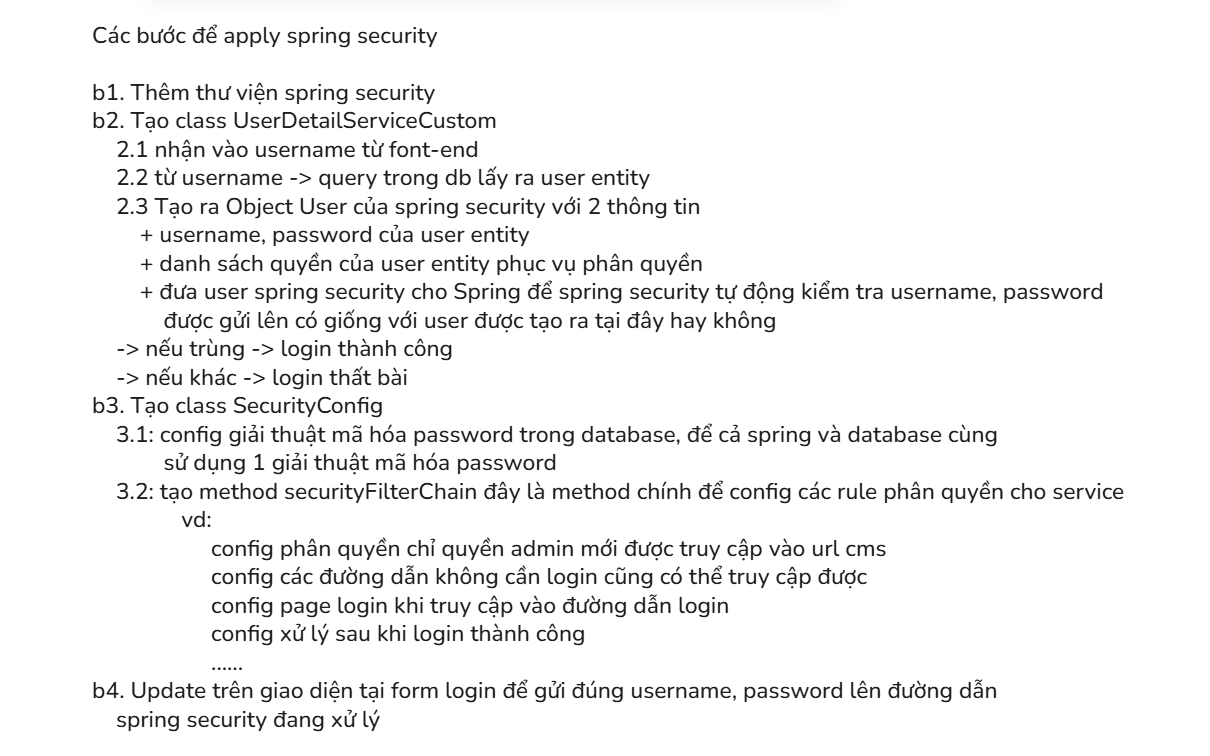 Các bước để apply spring security
b1. Thêm thư viện spring security
b2. Tạo class UserDetailServiceCustom
2.1 nhận vào username từ font-end
2.2 từ username -> query trong db lấy ra user entity
2.3 Tạo ra Object User của spring security với 2 thông tin
+ username, password của user entity
+ danh sách quyền của user entity phục vụ phân quyền
+ đưa user spring security cho Spring để spring security tự động kiểm tra username, password
được gửi lên có giống với user được tạo ra tại đây hay không
-> nếu trùng -> login thành công
-> nếu khác -> login thất bài
b3. Tạo class SecurityConfig
3.1: config giải thuật mã hóa password trong database, để cả spring và database cùng
sử dụng 1 giải thuật mã hóa password
3.2: tạo method securityFilterChain đây là method chính để config các rule phân quyền cho service
vd:
config phân quyền chỉ quyền admin mới được truy cập vào url cms
config các đường dẫn không cần login cũng có thể truy cập được
config page login khi truy cập vào đường dẫn login
config xử lý sau khi login thành công
......
b4. Update trên giao diện tại form login để gửi đúng username, password lên đường dẫn
spring security đang xử lý